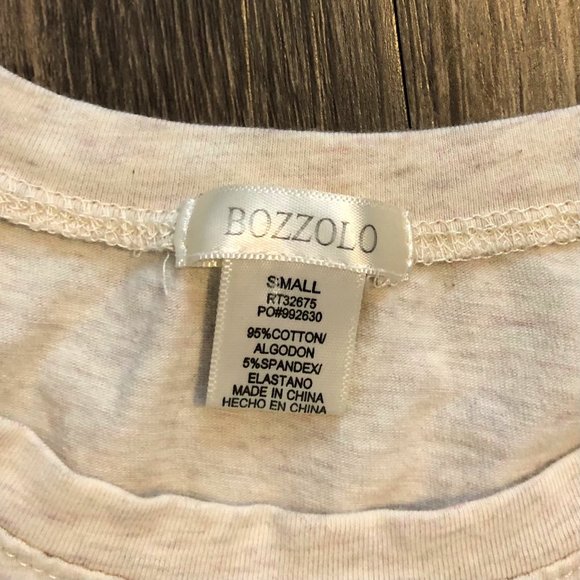 BOZZOLO
SMALL
RT32675
PO#992630
95%COTTON/
ALGODON
5%SPANDEX/
ELASTANO
MADE IN CHINA
HECHO EN CHINA